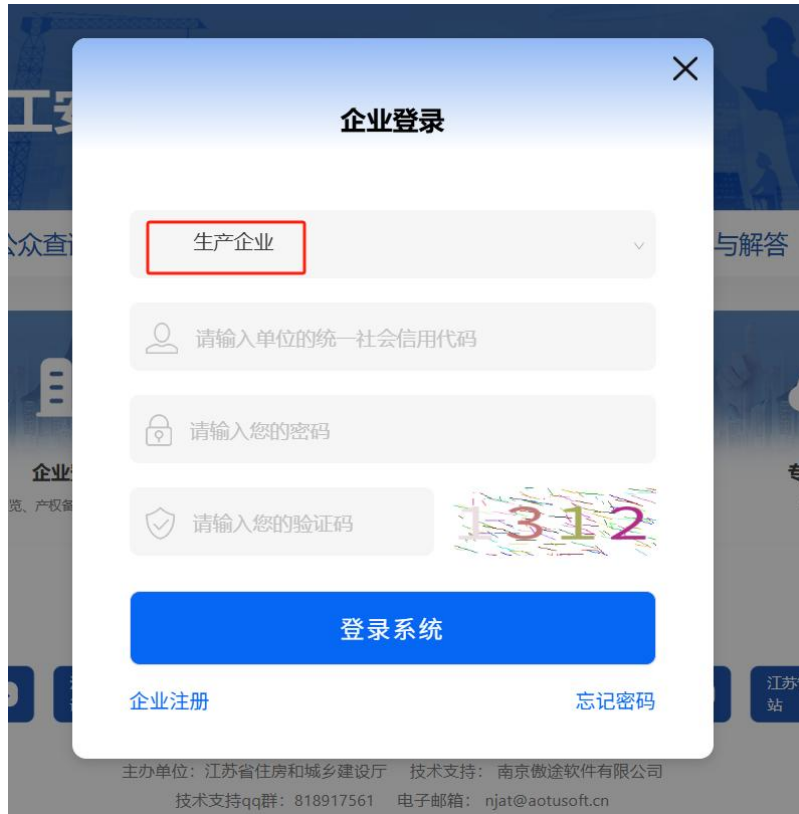 企业登录
生产企业
请输入单位的统一社会信用代码
请输入您的密码
请输入您的验证码
1312
登录系统
企业注册 忘记密码
公众查
与解答
企业
览、产权备
江苏
站
主办单位：江苏省住房和城乡建设厅 技术支持： 南京傲途软件有限公司
技术支持qq群：818917561 电子邮箱： njat@aotusoft.cn